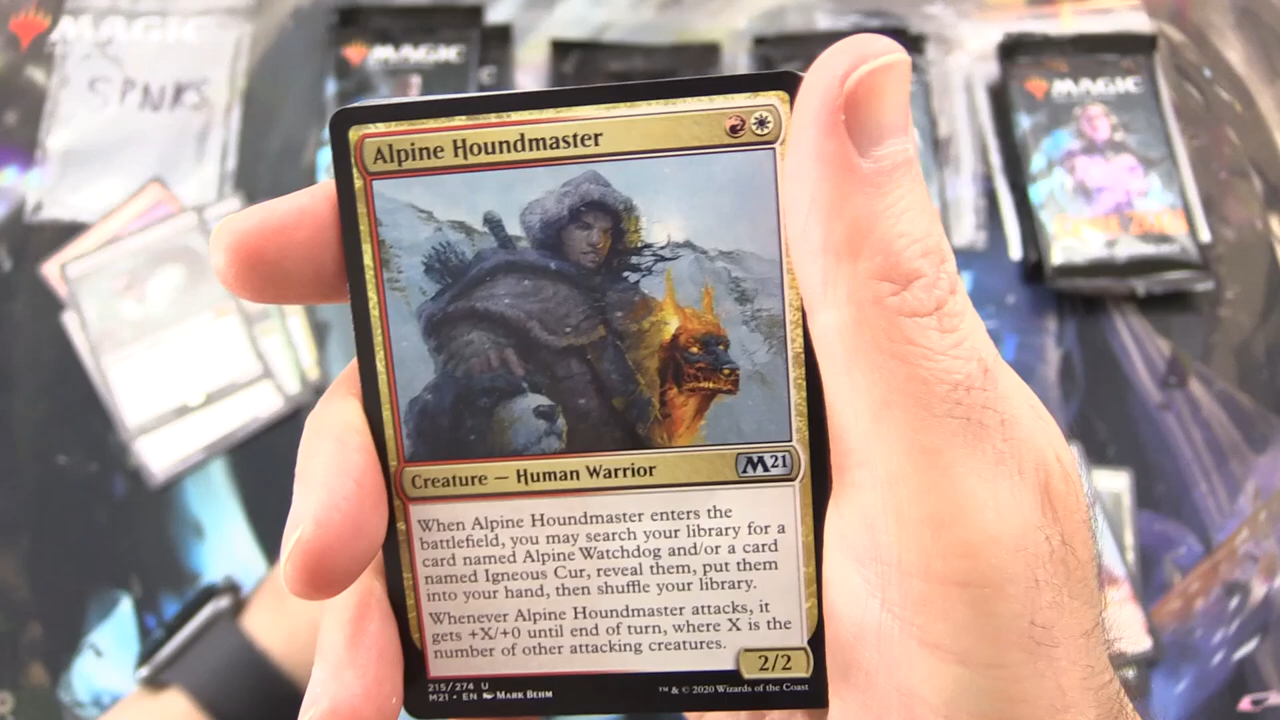 MAGIC
SPNKS
MAGIC
MAGIC
Alpine Houndmaster
Creature — Human Warrior
M21
When Alpine Houndmaster enters the
battlefield, you may search your library for a
card named Alpine Watchdog and/or a card
named Igneous Cur, reveal them, put them
into your hand, then shuffle your library.
Whenever Alpine Houndmaster attacks, it
gets +X/+0 until end of turn, where X is the
number of other attacking creatures.
2/2
215/274 U
M21 • EN MARK BEHM
™ & © 2020 Wizards of the Coast